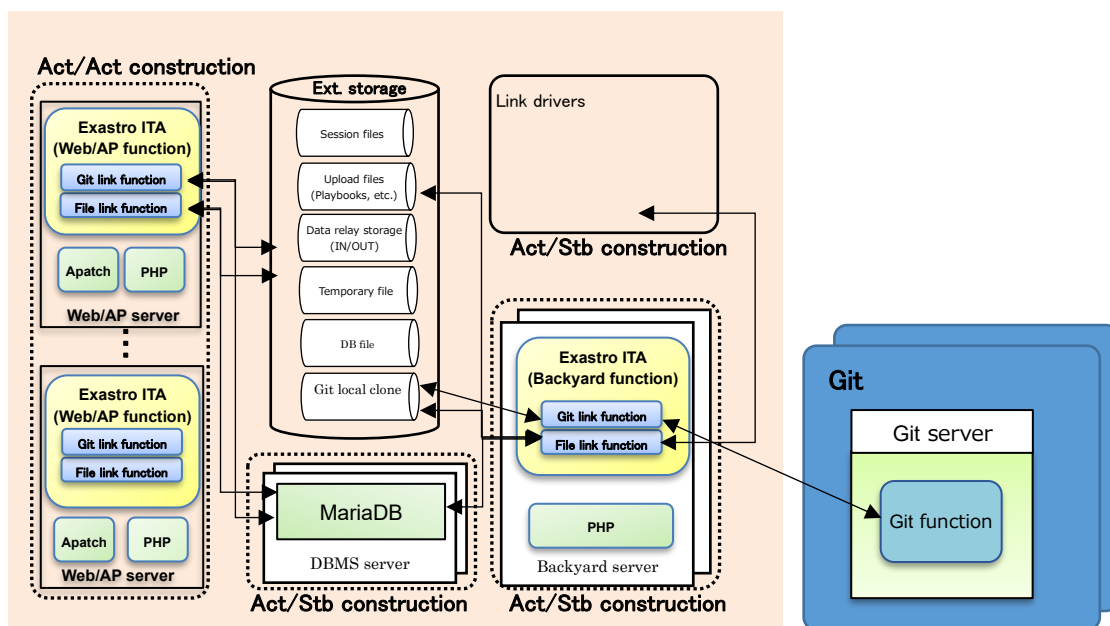 Act/Act construction
Exastro ITA
(Web/AP function)
Git link function
File link function
Apatch
PHP
Web/AP server
Exastro ITA
(Web/AP function)
Git link function
File link function
Apatch
PHP
Web/AP server
Ext. storage
Session files
Upload files
(Playbooks, etc.)
Data relay storage
(IN/OUT)
Temporary file
DB file
Git local clone
MariaDB
DBMS server
Act/Stb construction
Link drivers
Act/Stb construction
Exastro ITA
(Backyard function)
Git link function
File link function
PHP
Backyard server
Act/Stb construction
Git
Git server
Git function